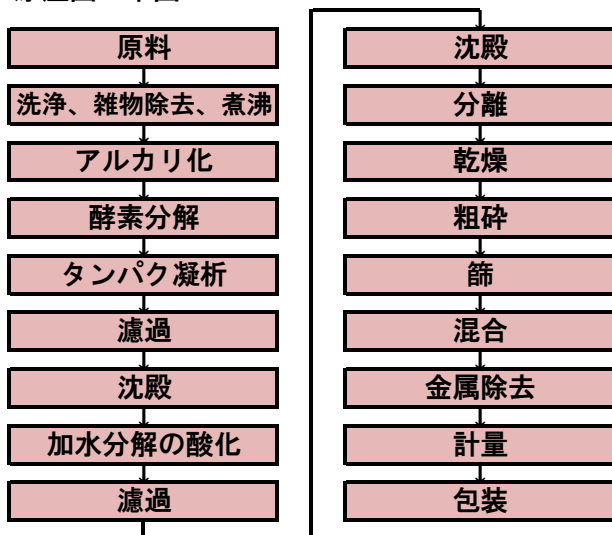 原料
洗浄、雑物除去、煮沸
アルカリ化
酵素分解
タンパク凝析
濾過
沈殿
加水分解の酸化
濾過
沈殿
分離
乾燥
粗砕
篩
混合
金属除去
計量
包装